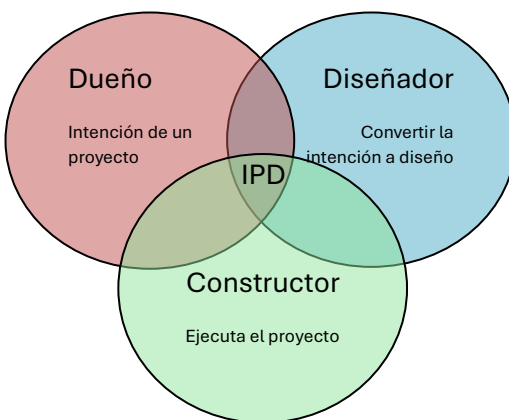 Dueño
Intención de un
proyecto
Diseñador
Convertir la
intención a diseño
IPD
Constructor
Ejecuta el proyecto